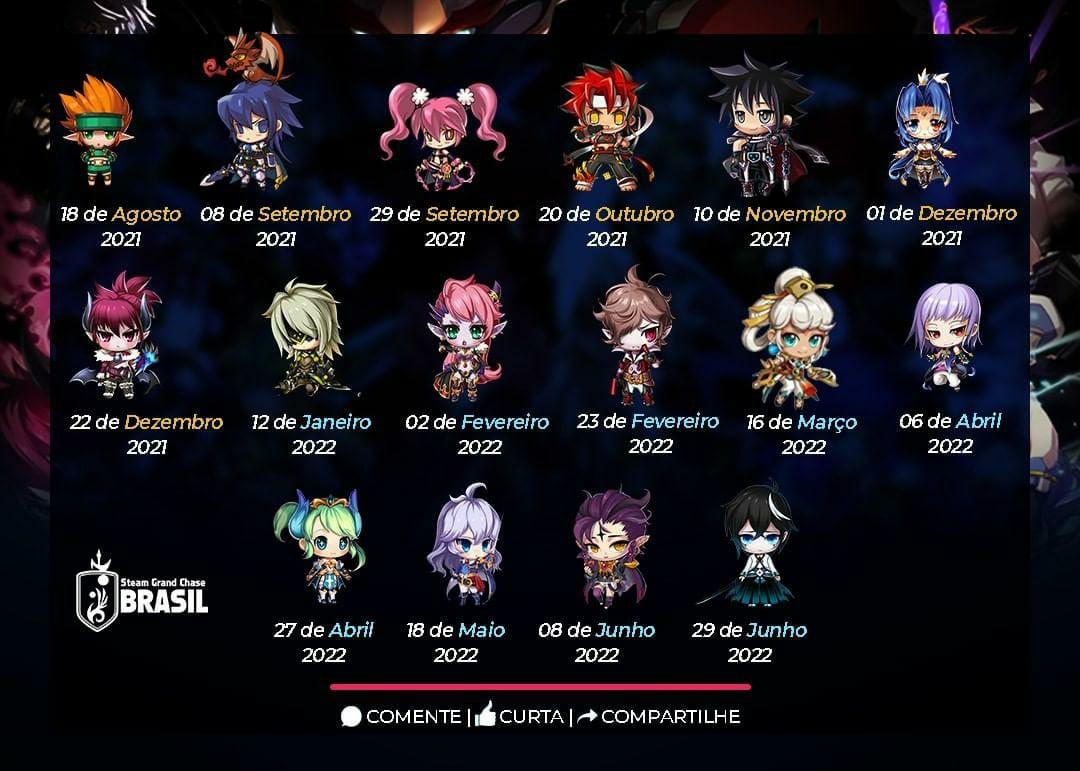 18 de Agosto
2021
08 de Setembro
2021
29 de Setembro
2021
20 de Outubro
2021
10 de Novembro
2021
01 de Dezembro
2021
22 de Dezembro
2021
12 de Janeiro
2022
02 de Fevereiro
2022
23 de Fevereiro
2022
16 de Março
2022
06 de Abril
2022
Steam Grand Chase
BRASIL
27 de Abril
2022
18 de Maio
2022
08 de Junho
2022
29 de Junho
2022
COMENTE | CURTA | COMPARTILHE